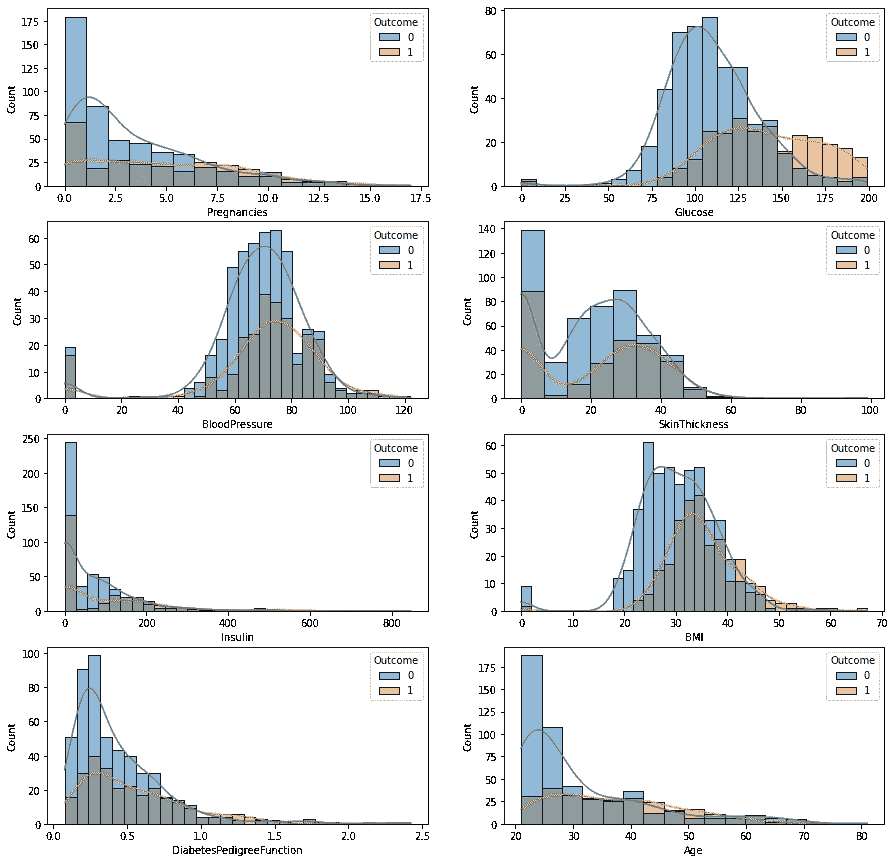 Outcome
0
1
175
150
125
100
75
50
25
0
Count
0.0 2.5 5.0 7.5 10.0 12.5 15.0 17.5
Pregnancies
Outcome
0
1
80
60
40
20
0
Count
0 25 50 75 100 125 150 175 200
Glucose
Outcome
0
1
60
50
40
30
20
10
0
Count
0 20 40 60 80 100 120
BloodPressure
Outcome
0
1
140
120
100
80
60
40
20
0
Count
0 20 40 60 80 100
SkinThickness
Outcome
0
1
250
200
150
100
50
0
Count
0 200 400 600 800
Insulin
Outcome
0
1
60
50
40
30
20
10
0
Count
0 10 20 30 40 50 60 70
BMI
Outcome
0
1
100
80
60
40
20
0
Count
0.0 0.5 1.0 1.5 2.0 2.5
DiabetesPedigreeFunction
Outcome
0
1
175
150
125
100
75
50
25
0
Count
20 30 40 50 60 70 80
Age